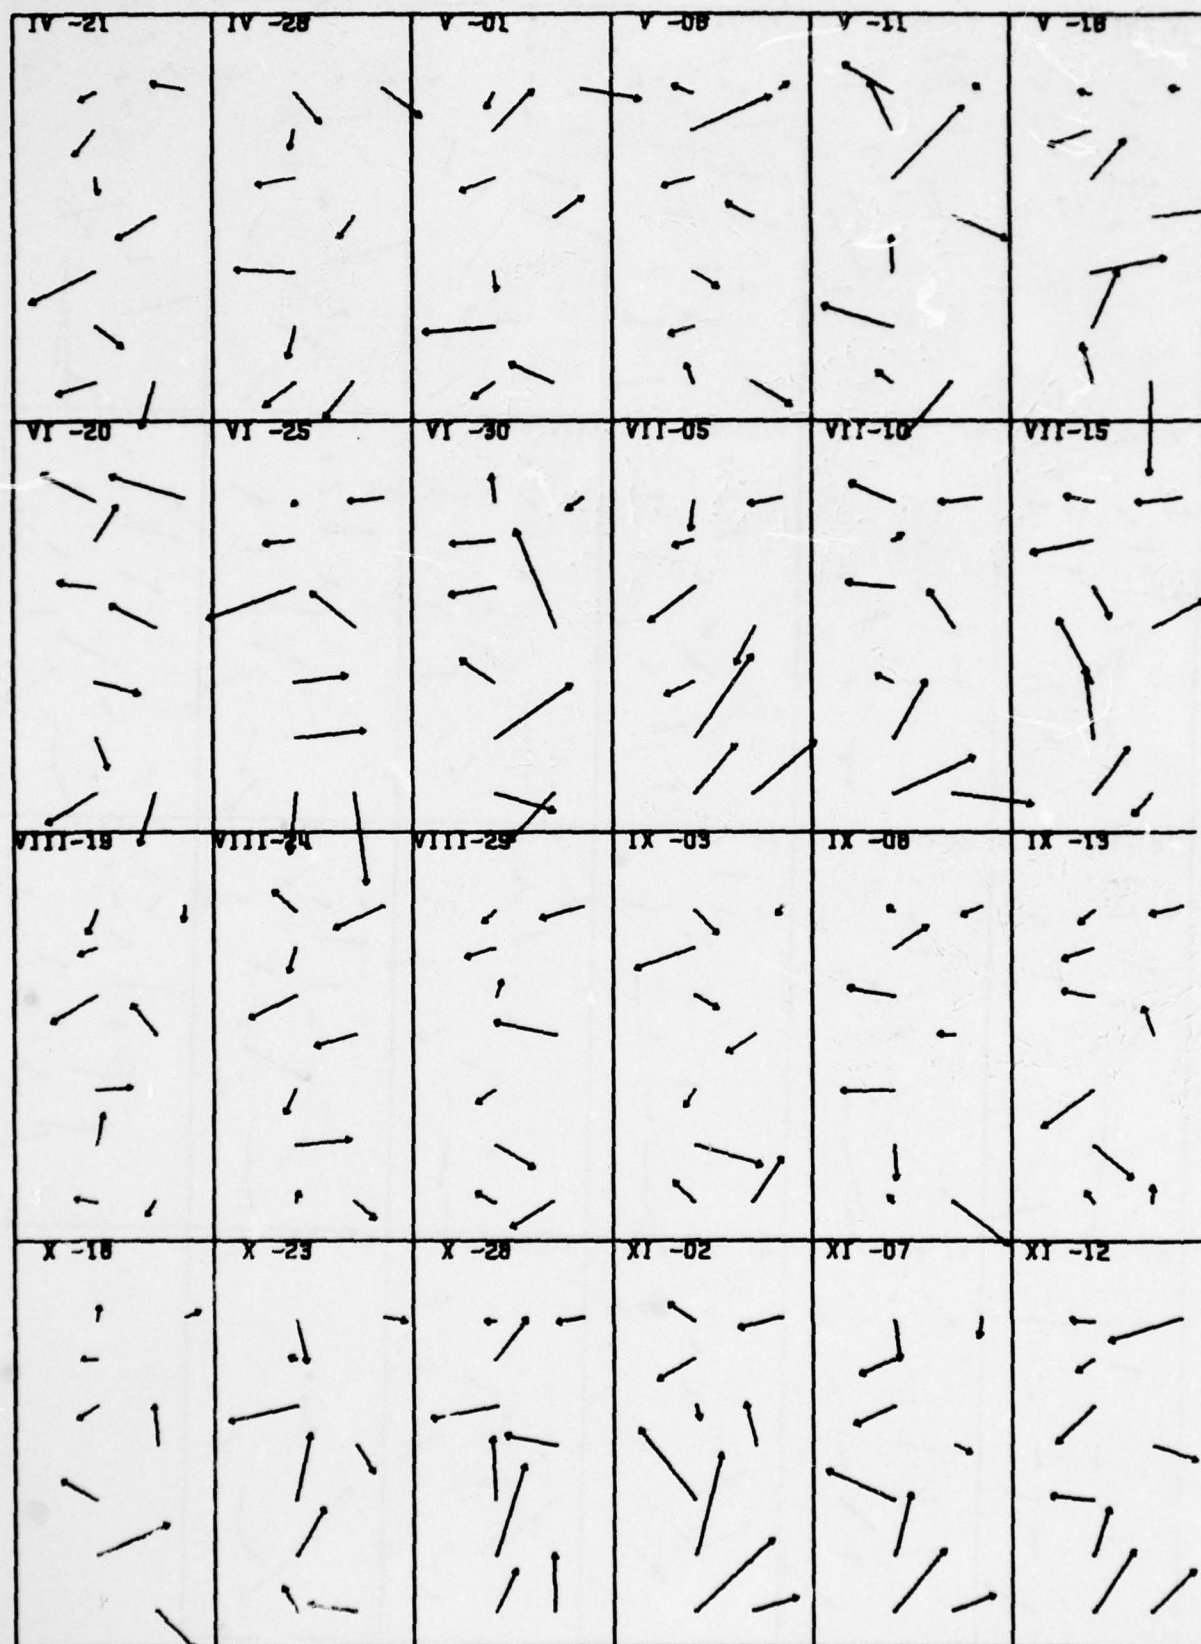 IV -21 IV -26 V -01 V -06 V -11 V -16
VI -20 VI -25 VI -30 VII-05 VII-10 VII-15
VIII-19 VIII-24 VIII-29 IX -03 IX -08 IX -13
X -18 X -23 X -28 XI -02 XI -07 XI -12